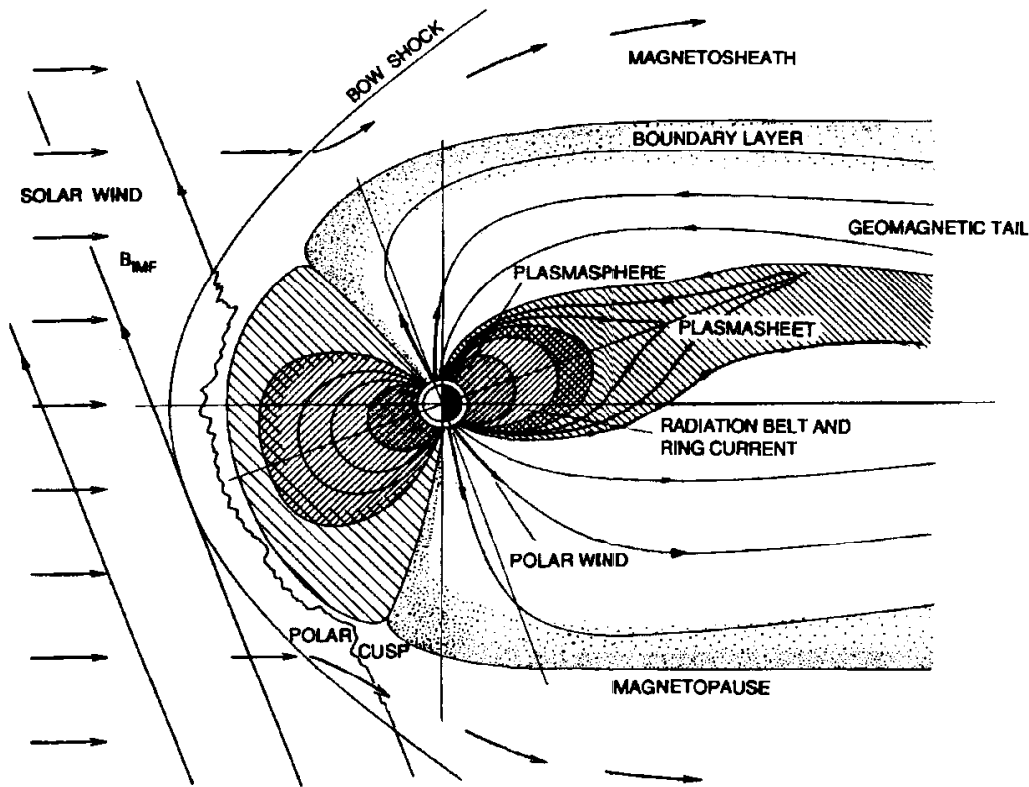 BOW SHOCK
MAGNETOSHEATH
BOUNDARY LAYER
SOLAR WIND
GEOMAGNETIC TAIL
B_IMF
PLASMASPHERE
PLASMASHEET
RADIATION BELT AND
RING CURRENT
POLAR WIND
POLAR
CUSP
MAGNETOPAUSE